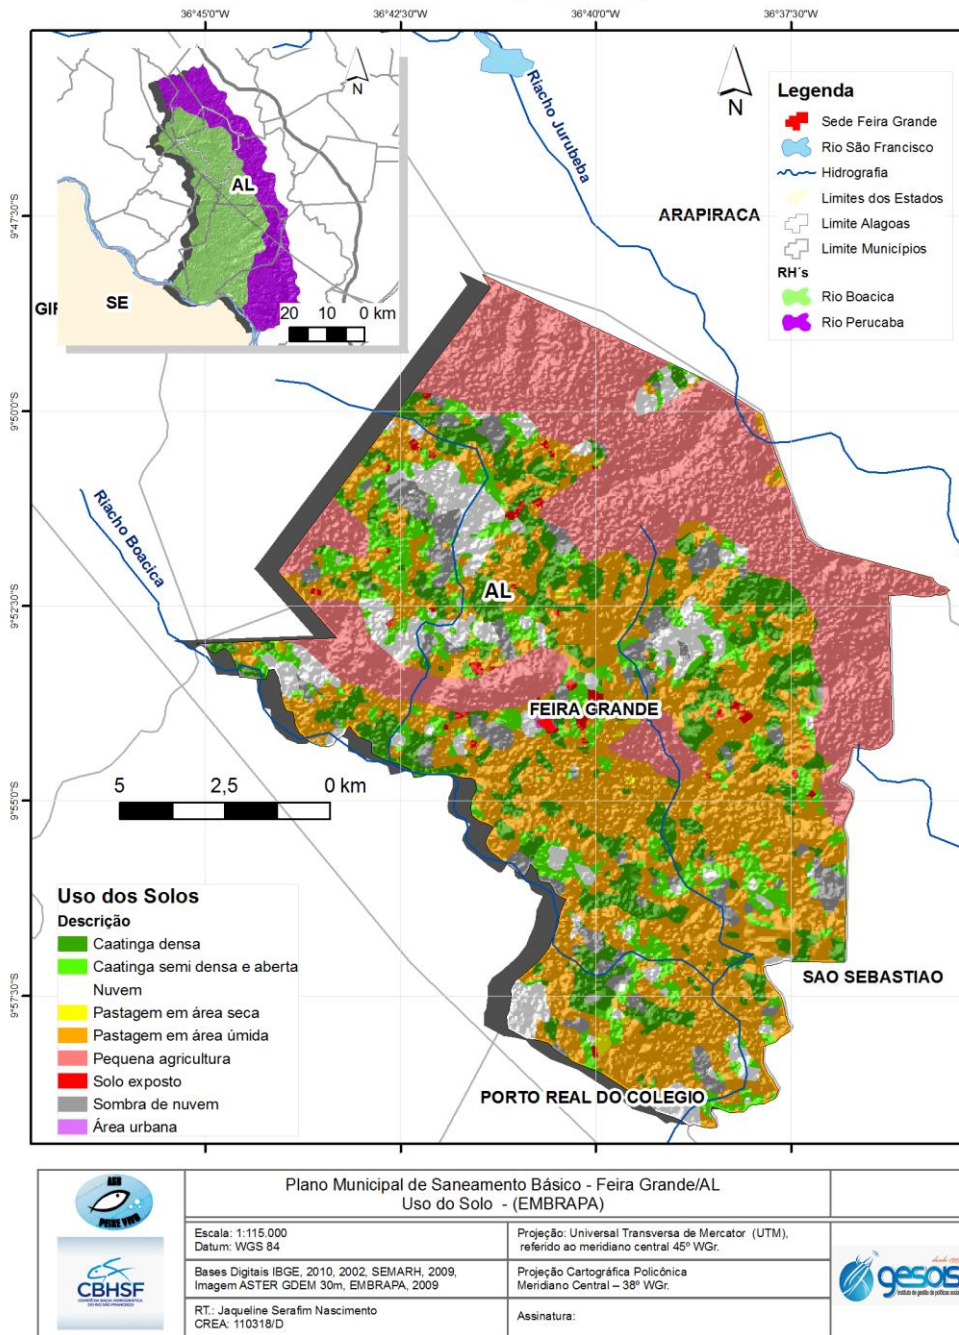 36°45'0"W
36°42'30"W
36°40'0"W
36°37'30"W
9°47'30"S
9°50'0"S
9°52'30"S
9°55'0"S
9°57'30"S
N
AL
SE
20 10 0 km
Riacho Jurubeba
N
Legenda
Sede Feira Grande
Rio São Francisco
Hidrografia
Limites dos Estados
Limite Alagoas
Limite Municípios
RH´s
Rio Boacica
Rio Perucaba
ARAPIRACA
Riacho Boacica
AL
FEIRA GRANDE
5 2,5 0 km
SAO SEBASTIAO
PORTO REAL DO COLEGIO
Uso dos Solos
Descrição
Caatinga densa
Caatinga semi densa e aberta
Nuvem
Pastagem em área seca
Pastagem em área úmida
Pequena agricultura
Solo exposto
Sombra de nuvem
Área urbana
AGB
PEIXE VIVO
CBHSF
Plano Municipal de Saneamento Básico - Feira Grande/AL
Uso do Solo - (EMBRAPA)
Escala: 1:115.000
Datum: WGS 84
Projeção: Universal Transversa de Mercator (UTM),
referido ao meridiano central 45º WGr.
Bases Digitais IBGE, 2010, 2002, SEMARH, 2009,
Imagem ASTER GDEM 30m, EMBRAPA, 2009
Projeção Cartográfica Policônica
Meridiano Central – 38º WGr.
RT.: Jaqueline Serafim Nascimento
CREA: 110318/D
Assinatura:
gesois